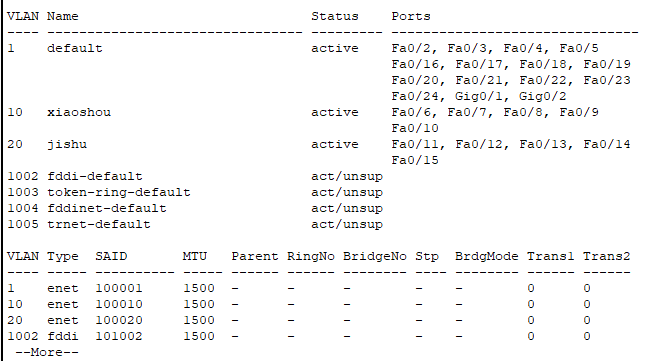 VLAN Name                             Status    Ports
---- -------------------------------- --------- -------------------------------
1    default                          active    Fa0/2, Fa0/3, Fa0/4, Fa0/5
                                                Fa0/16, Fa0/17, Fa0/18, Fa0/19
                                                Fa0/20, Fa0/21, Fa0/22, Fa0/23
                                                Fa0/24, Gig0/1, Gig0/2
10   xiaoshou                         active    Fa0/6, Fa0/7, Fa0/8, Fa0/9
                                                Fa0/10
20   jishu                            active    Fa0/11, Fa0/12, Fa0/13, Fa0/14
                                                Fa0/15
1002 fddi-default                     act/unsup
1003 token-ring-default               act/unsup
1004 fddinet-default                  act/unsup
1005 trnet-default                    act/unsup
VLAN Type  SAID       MTU   Parent RingNo BridgeNo Stp  BrdgMode Trans1 Trans2
---- ----- ---------- ----- ------ ------ -------- ---- -------- ------ ------
1    enet  100001     1500  -      -      -        -    -        0      0
10   enet  100010     1500  -      -      -        -    -        0      0
20   enet  100020     1500  -      -      -        -    -        0      0
1002 fddi  101002     1500  -      -      -        -    -        0      0
 --More--